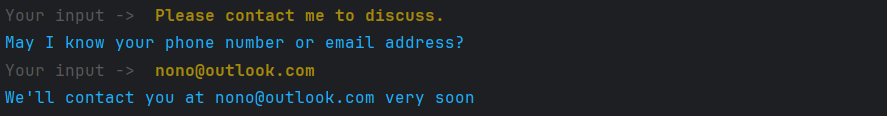 Your input ->  Please contact me to discuss.
May I know your phone number or email address?
Your input ->  nono@outlook.com
We'll contact you at nono@outlook.com very soon